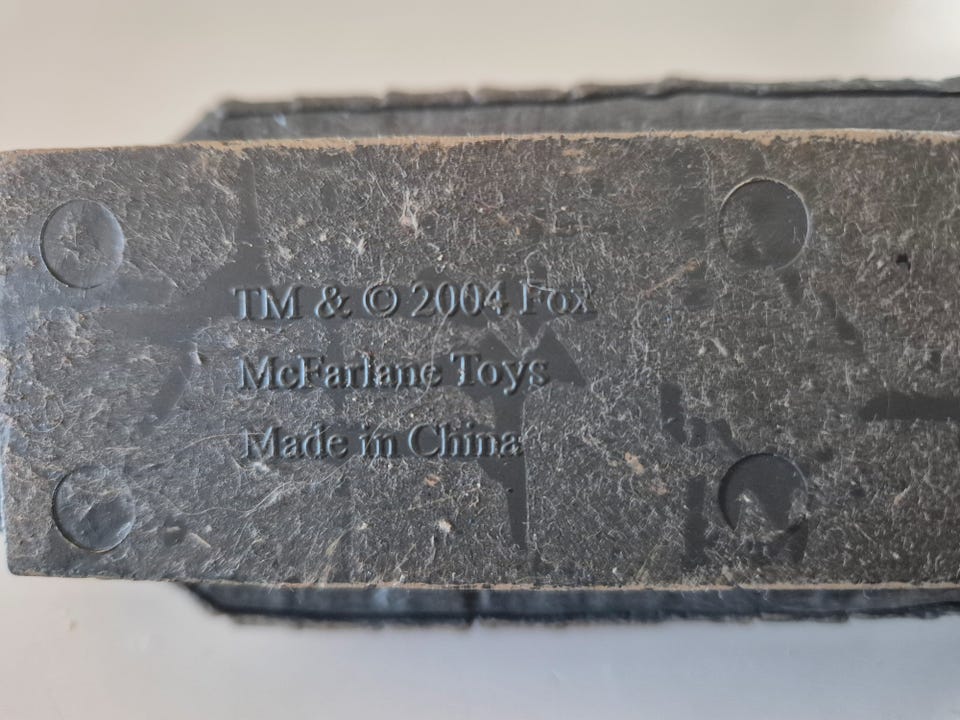 TM & © 2004 Fox
McFarlane Toys
Made in China